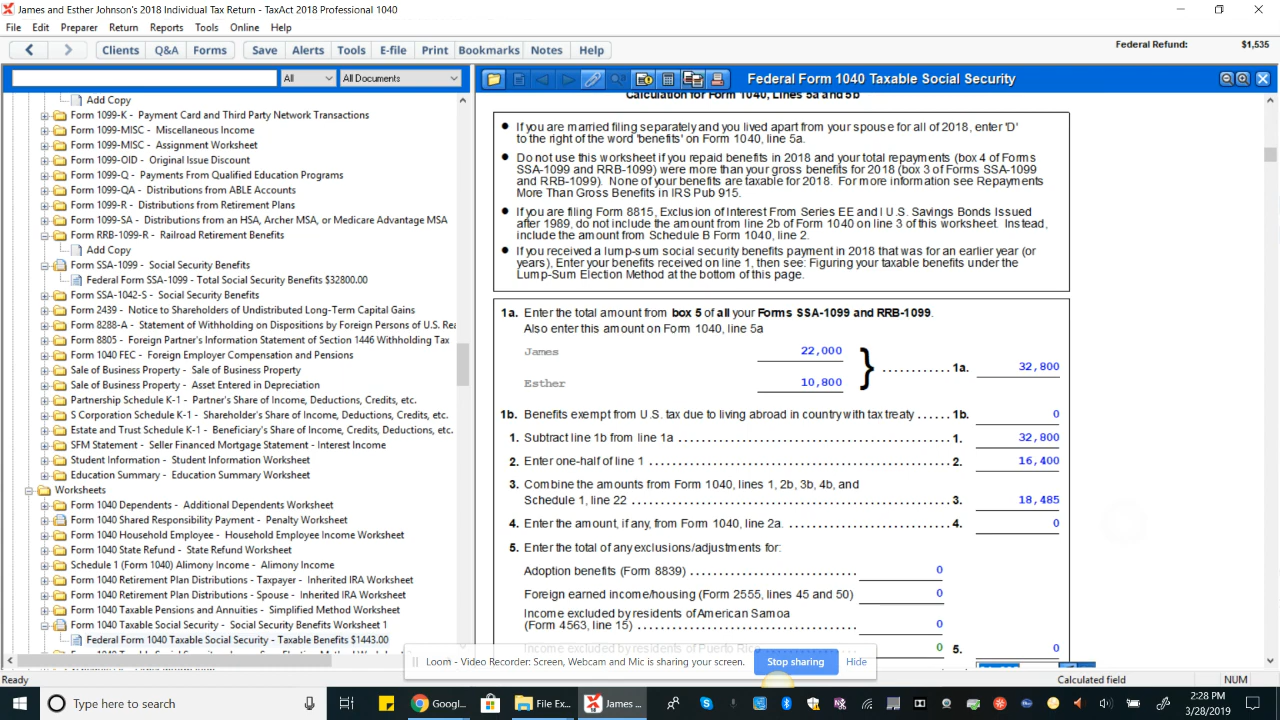 James and Esther Johnson's 2018 Individual Tax Return - TaxAct 2018 Professional 1040
File Edit Preparer Return Reports Tools Online Help
Clients Q&A Forms Save Alerts Tools E-file Print Bookmarks Notes Help
Federal Refund: $1,535
All All Documents
Add Copy
Form 1099-K - Payment Card and Third Party Network Transactions
Form 1099-MISC - Miscellaneous Income
Form 1099-MISC - Assignment Worksheet
Form 1099-OID - Original Issue Discount
Form 1099-Q - Payments From Qualified Education Programs
Form 1099-QA - Distributions from ABLE Accounts
Form 1099-R - Distributions from Retirement Plans
Form 1099-SA - Distributions from an HSA, Archer MSA, or Medicare Advantage MSA
Form RRB-1099-R - Railroad Retirement Benefits
Add Copy
Form SSA-1099 - Social Security Benefits
Federal Form SSA-1099 - Total Social Security Benefits $32800.00
Form SSA-1042-S - Social Security Benefits
Form 2439 - Notice to Shareholders of Undistributed Long-Term Capital Gains
Form 8288-A - Statement of Withholding on Dispositions by Foreign Persons of U.S. Rea
Form 8805 - Foreign Partner's Information Statement of Section 1446 Withholding Tax
Form 1040 FEC - Foreign Employer Compensation and Pensions
Sale of Business Property - Sale of Business Property
Sale of Business Property - Asset Entered in Depreciation
Partnership Schedule K-1 - Partner's Share of Income, Deductions, Credits, etc.
S Corporation Schedule K-1 - Shareholder's Share of Income, Deductions, Credits, etc.
Estate and Trust Schedule K-1 - Beneficiary's Share of Income, Credits, Deductions, etc.
SFM Statement - Seller Financed Mortgage Statement - Interest Income
Student Information - Student Information Worksheet
Education Summary - Education Summary Worksheet
Worksheets
Form 1040 Dependents - Additional Dependents Worksheet
Form 1040 Shared Responsibility Payment - Penalty Worksheet
Form 1040 Household Employee - Household Employee Income Worksheet
Form 1040 State Refund - State Refund Worksheet
Schedule 1 (Form 1040) Alimony Income - Alimony Income
Form 1040 Retirement Plan Distributions - Taxpayer - Inherited IRA Worksheet
Form 1040 Retirement Plan Distributions - Spouse - Inherited IRA Worksheet
Form 1040 Taxable Pensions and Annuities - Simplified Method Worksheet
Form 1040 Taxable Social Security - Social Security Benefits Worksheet 1
Federal Form 1040 Taxable Social Security - Taxable Benefits $1443.00
Federal Form 1040 Taxable Social Security
Calculation for Form 1040, Lines 5a and 5b
● If you are married filing separately and you lived apart from your spouse for all of 2018, enter 'D'
to the right of the word 'benefits' on Form 1040, line 5a.
● Do not use this worksheet if you repaid benefits in 2018 and your total repayments (box 4 of Forms
SSA-1099 and RRB-1099) were more than your gross benefits for 2018 (box 3 of Forms SSA-1099
and RRB-1099). None of your benefits are taxable for 2018. For more information see Repayments
More Than Gross Benefits in IRS Pub 915.
● If you are filing Form 8815, Exclusion of Interest From Series EE and I U.S. Savings Bonds Issued
after 1989, do not include the amount from line 2b of Form 1040 on line 3 of this worksheet. Instead,
include the amount from Schedule B Form 1040, line 2.
● If you received a lump-sum social security benefits payment in 2018 that was for an earlier year (or
years), Enter your benefits received on line 1, then see: Figuring your taxable benefits under the
Lump-Sum Election Method at the bottom of this page.
1a. Enter the total amount from box 5 of all your Forms SSA-1099 and RRB-1099.
Also enter this amount on Form 1040, line 5a
James 22,000
} ............ 1a. 32,800
Esther 10,800
1b. Benefits exempt from U.S. tax due to living abroad in country with tax treaty ...... 1b. 0
1. Subtract line 1b from line 1a ................ 1. 32,800
2. Enter one-half of line 1 ................ 2. 16,400
3. Combine the amounts from Form 1040, lines 1, 2b, 3b, 4b, and
Schedule 1, line 22 ................ 3. 18,485
4. Enter the amount, if any, from Form 1040, line 2a. ................ 4. 0
5. Enter the total of any exclusions/adjustments for:
Adoption benefits (Form 8839) ................ 0
Foreign earned income/housing (Form 2555, lines 45 and 50) ................ 0
Income excluded by residents of American Samoa
(Form 4563, line 15) ................ 0
Income excluded by residents of Puerto Rico 0 5. 0
Loom - Video Recorder: Screen, Webcam and Mic is sharing your screen. Stop sharing Hide
Ready Calculated field NUM
Type here to search Googl... File Ex... James ... 2:28 PM
3/28/2019